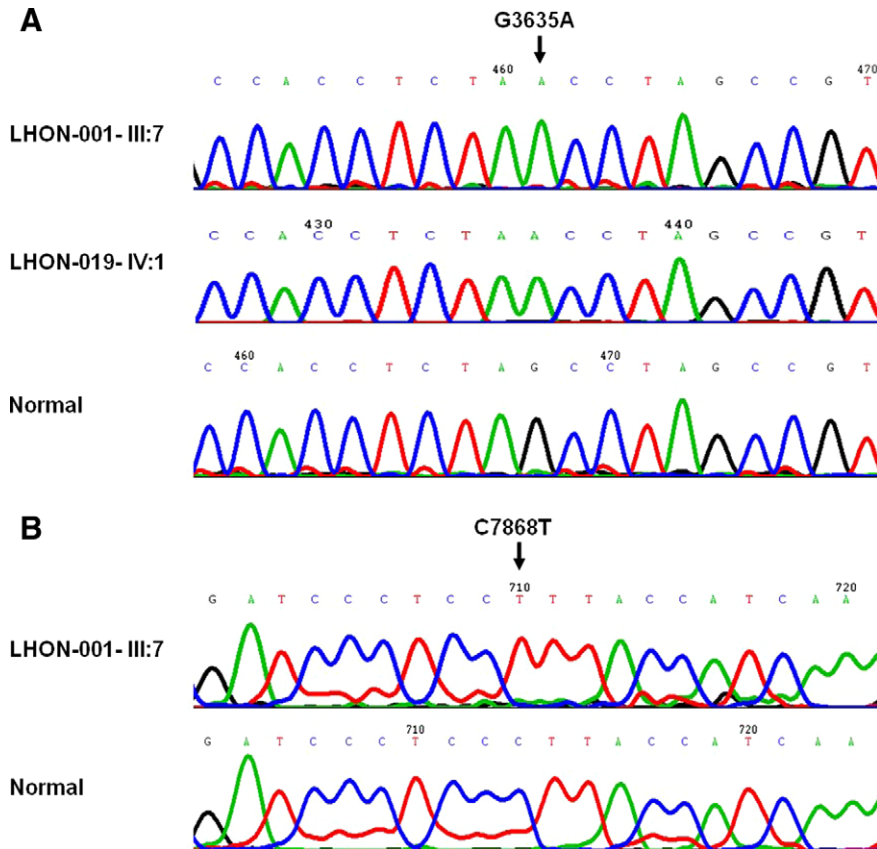 A
G3635A
460 470
C C A C C T C T A A C C T A G C C G T
LHON-001- III:7
430 440
C C A C C T C T A A C C T A G C C G T
LHON-019- IV:1
460 470
C C A C C T C T A G C C T A G C C G T
Normal
B
C7868T
710 720
G A T C C C T C C T T T A C C A T C A A
LHON-001- III:7
710 720
G A T C C C T C C C T T A C C A T C A A
Normal